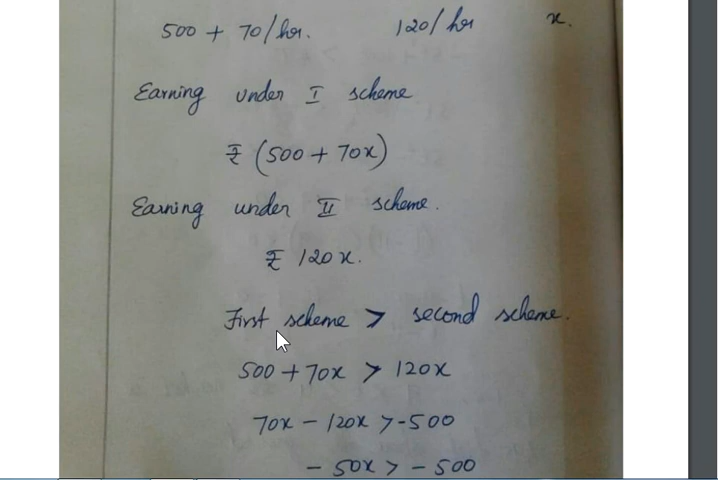 500 + 70/hr. 120/hr x.
Earning under I scheme
₹ (500 + 70x)
Earning under II scheme.
₹ 120x.
First scheme > second scheme.
500 + 70x > 120x
70x - 120x > -500
- 50x > - 500